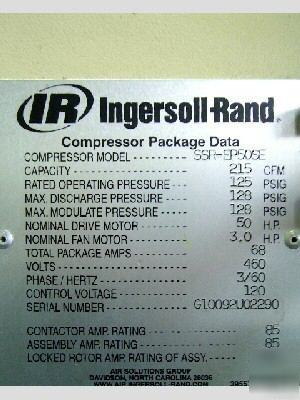 IR Ingersoll-Rand
Compressor Package Data
COMPRESSOR MODEL ---------- SSR-EP50SE
CAPACITY ---------------------- 215 CFM
RATED OPERATING PRESSURE --- 125 PSIG
MAX. DISCHARGE PRESSURE ---- 128 PSIG
MAX. MODULATE PRESSURE ---- 128 PSIG
NOMINAL DRIVE MOTOR --------- 50 H.P.
NOMINAL FAN MOTOR ----------- 3.0 H.P.
TOTAL PACKAGE AMPS ---------- 68
VOLTS ------------------------- 460
PHASE / HERTZ ----------------- 3/60
CONTROL VOLTAGE ------------- 120
SERIAL NUMBER --------------- G10092U02290
CONTACTOR AMP. RATING ------- 85
ASSEMBLY AMP. RATING -------- 85
LOCKED ROTOR AMP. RATING OF ASSY. ----
AIR SOLUTIONS GROUP
DAVIDSON, NORTH CAROLINA 28036
WWW.AIR.INGERSOLL-RAND.COM